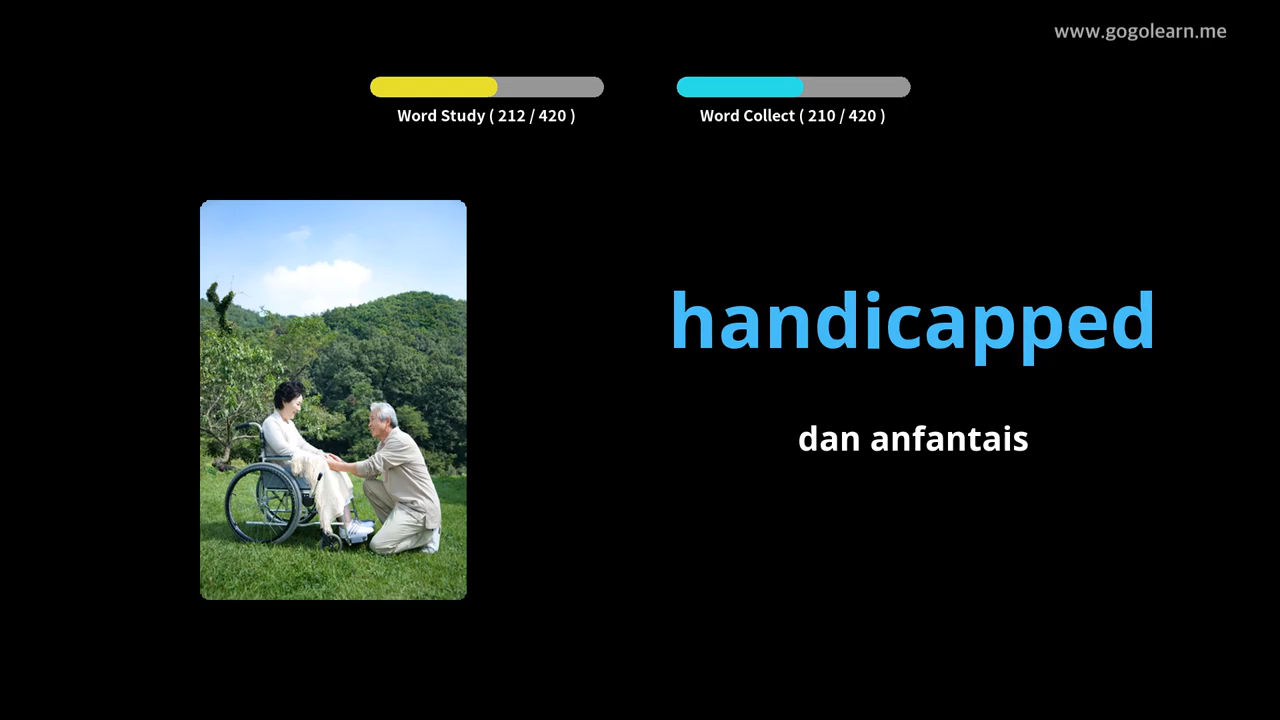 www.gogolearn.me
Word Study ( 212 / 420 )
Word Collect ( 210 / 420 )
handicapped
dan anfantais